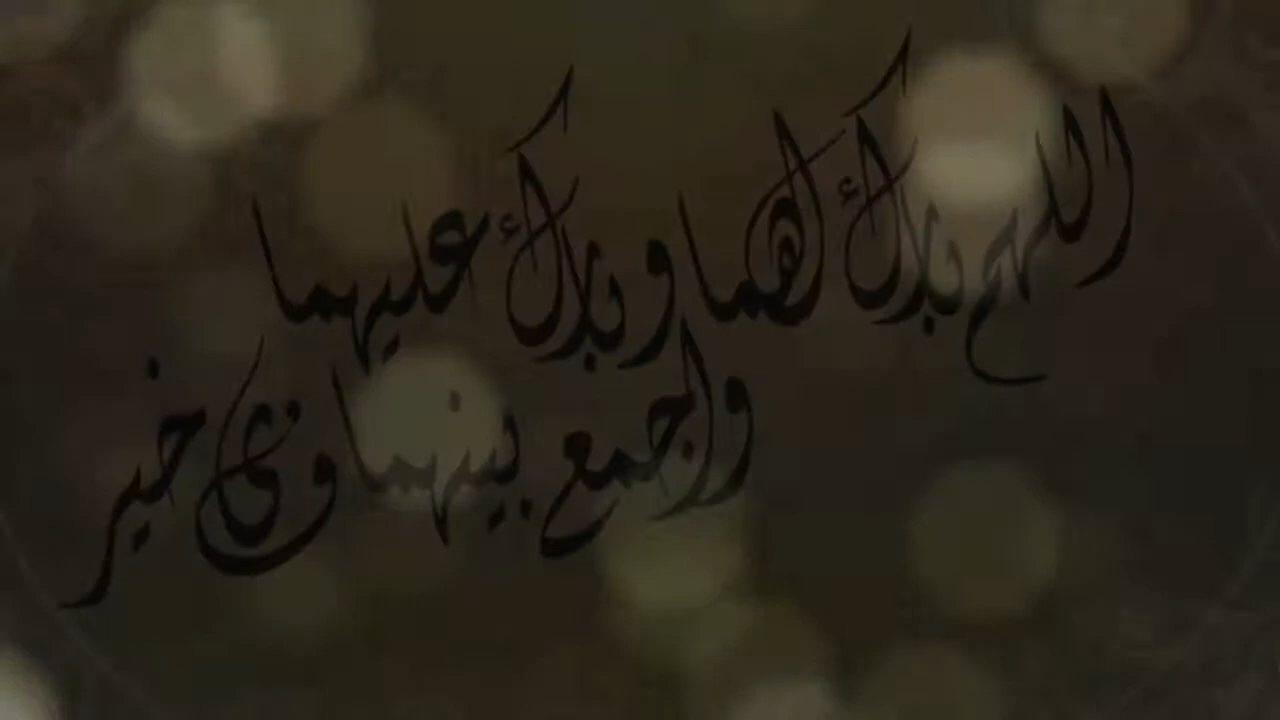 اللهم بارك لهما وبارك عليهما
واجمع بينهما في خير